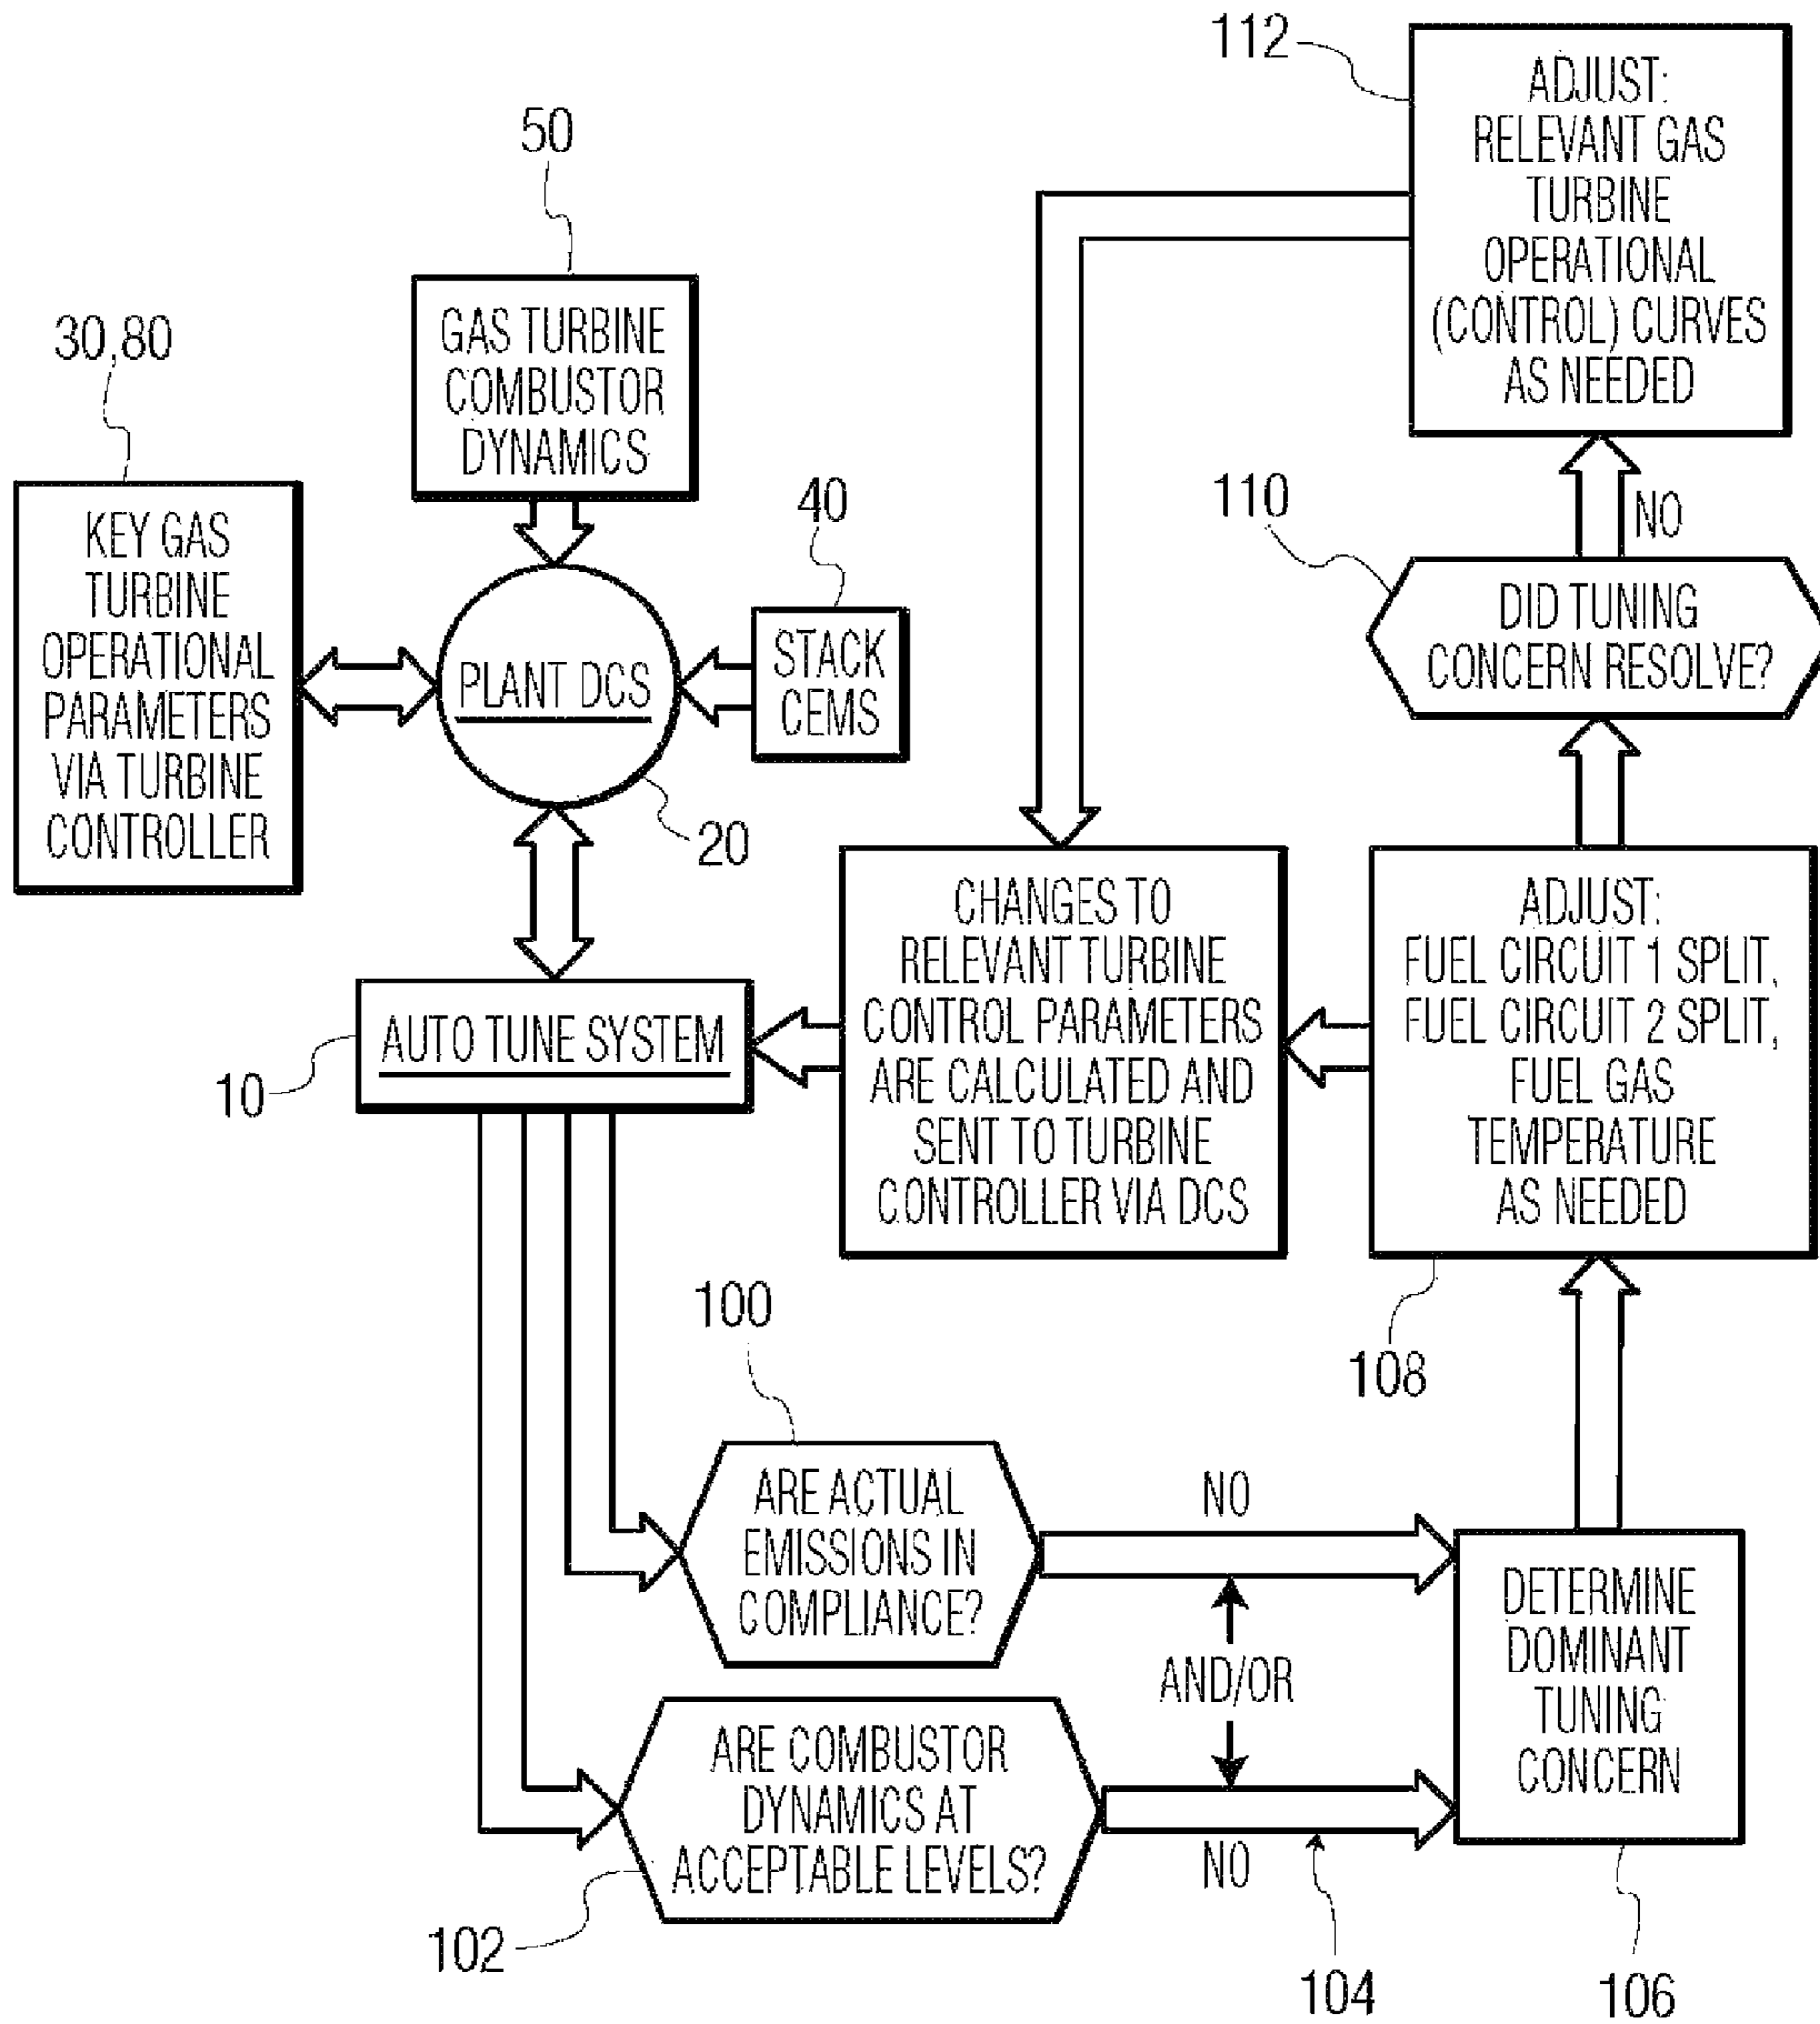 112
ADJUST:
RELEVANT GAS
TURBINE
OPERATIONAL
(CONTROL) CURVES
AS NEEDED
50
GAS TURBINE
COMBUSTOR
DYNAMICS
30,80
KEY GAS
TURBINE
OPERATIONAL
PARAMETERS
VIA TURBINE
CONTROLLER
PLANT DCS
20
40
STACK
CEMS
110
NO
DID TUNING
CONCERN RESOLVE?
AUTO TUNE SYSTEM
10
CHANGES TO
RELEVANT TURBINE
CONTROL PARAMETERS
ARE CALCULATED AND
SENT TO TURBINE
CONTROLLER VIA DCS
ADJUST:
FUEL CIRCUIT 1 SPLIT,
FUEL CIRCUIT 2 SPLIT,
FUEL GAS
TEMPERATURE
AS NEEDED
108
100
ARE ACTUAL
EMISSIONS IN
COMPLIANCE?
NO
AND/OR
ARE COMBUSTOR
DYNAMICS AT
ACCEPTABLE LEVELS?
102
NO
104
DETERMINE
DOMINANT
TUNING
CONCERN
106